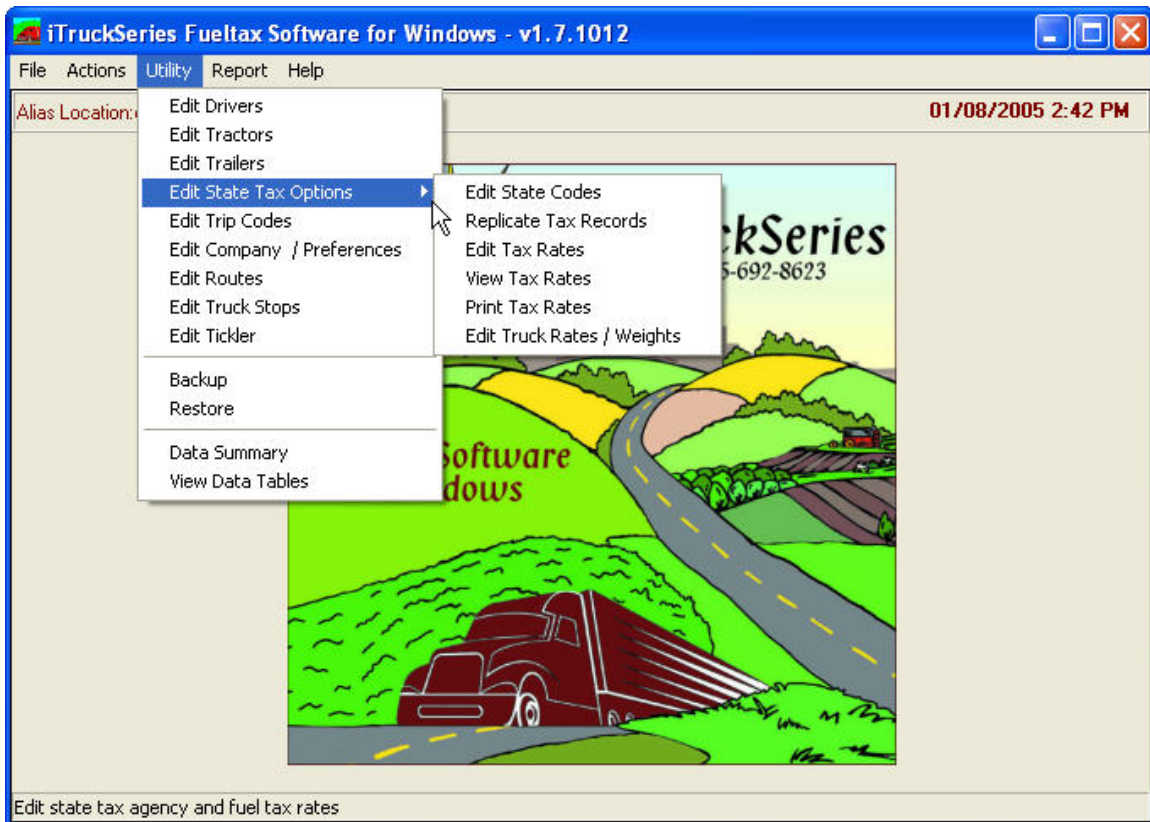 iTruckSeries Fueltax Software for Windows - v1.7.1012
File Actions Utility Report Help
Alias Location:
01/08/2005 2:42 PM
Edit Drivers
Edit Tractors
Edit Trailers
Edit State Tax Options
Edit Trip Codes
Edit Company / Preferences
Edit Routes
Edit Truck Stops
Edit Tickler
Backup
Restore
Data Summary
View Data Tables
Edit State Codes
Replicate Tax Records
Edit Tax Rates
View Tax Rates
Print Tax Rates
Edit Truck Rates / Weights
kSeries
-692-8623
Software
dows
Edit state tax agency and fuel tax rates